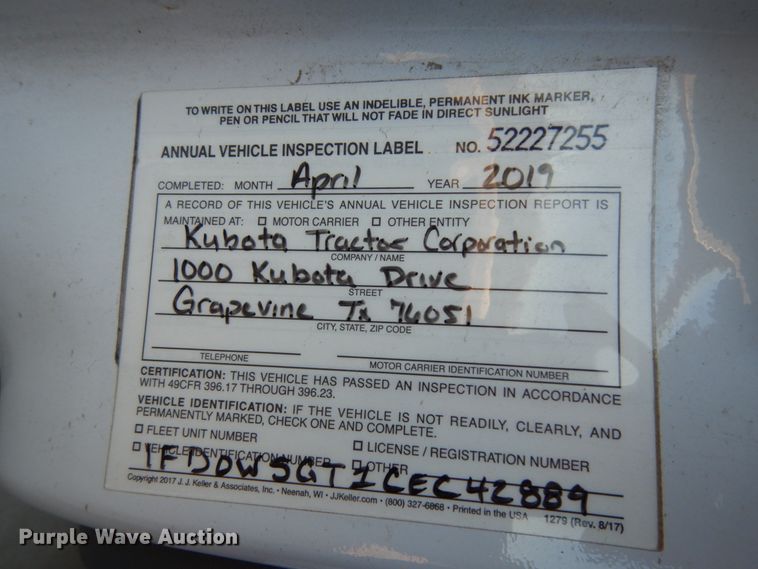 TO WRITE ON THIS LABEL USE AN INDELIBLE, PERMANENT INK MARKER,
PEN OR PENCIL THAT WILL NOT FADE IN DIRECT SUNLIGHT
ANNUAL VEHICLE INSPECTION LABEL NO. 52227255
COMPLETED: MONTH April YEAR 2019
A RECORD OF THIS VEHICLE'S ANNUAL VEHICLE INSPECTION REPORT IS
MAINTAINED AT: ☐ MOTOR CARRIER ☐ OTHER ENTITY
Kubota Tractor Corporation
COMPANY / NAME
1000 Kubota Drive
STREET
Grapevine Tx 76051
CITY, STATE, ZIP CODE
TELEPHONE MOTOR CARRIER IDENTIFICATION NUMBER
CERTIFICATION: THIS VEHICLE HAS PASSED AN INSPECTION IN ACCORDANCE
WITH 49CFR 396.17 THROUGH 396.23.
VEHICLE IDENTIFICATION: IF THE VEHICLE IS NOT READILY, CLEARLY, AND
PERMANENTLY MARKED, CHECK ONE AND COMPLETE.
☐ FLEET UNIT NUMBER ☐ LICENSE / REGISTRATION NUMBER
☐ VEHICLE IDENTIFICATION NUMBER ☐ OTHER
1FDOW5GT1CEC42889
Copyright 2017 J. J. Keller & Associates, Inc. • Neenah, WI • JJKeller.com • (800) 327-6868 • Printed in the USA 1279 (Rev. 8/17)
Purple Wave Auction